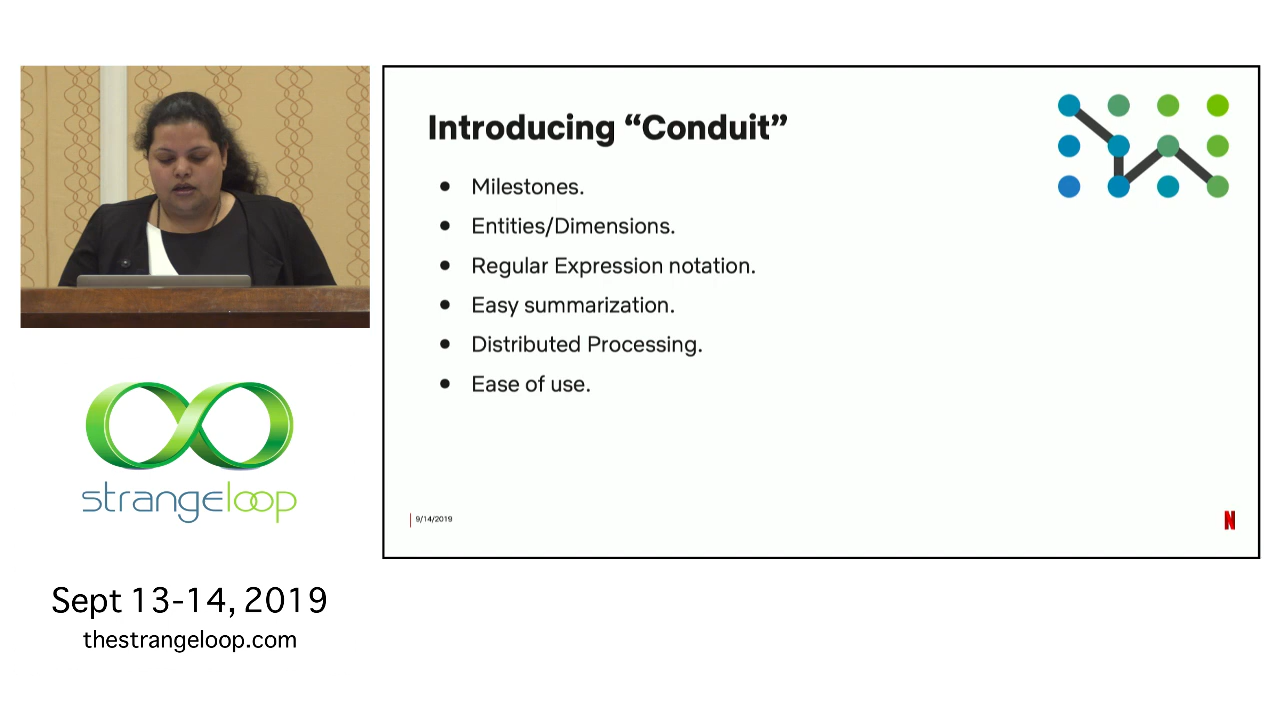 Introducing “Conduit”
● Milestones.
● Entities/Dimensions.
● Regular Expression notation.
● Easy summarization.
● Distributed Processing.
● Ease of use.
9/14/2019
N
strangeloop
Sept 13-14, 2019
thestrangeloop.com